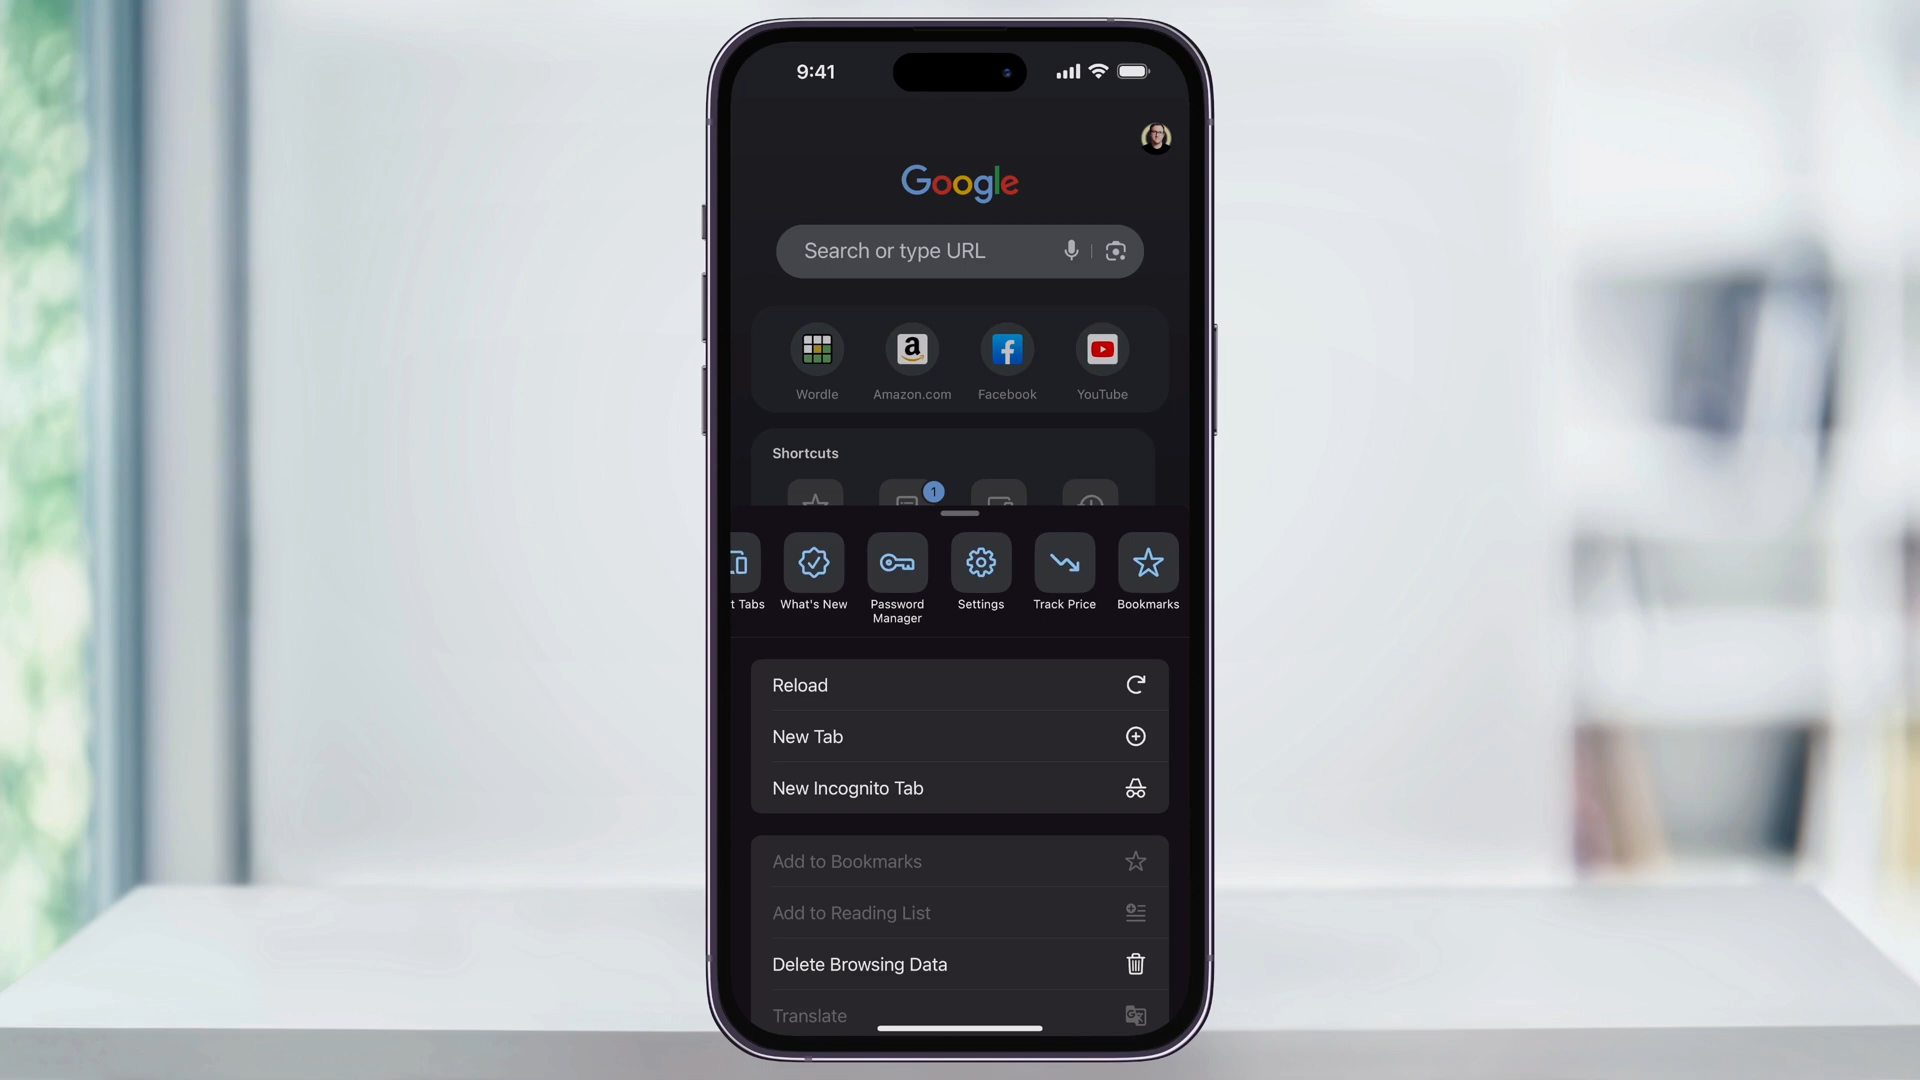 9:41
Google
Search or type URL
Wordle Amazon.com Facebook YouTube
Shortcuts
1
t Tabs What's New Password Manager Settings Track Price Bookmarks
Reload
New Tab
New Incognito Tab
Add to Bookmarks
Add to Reading List
Delete Browsing Data
Translate